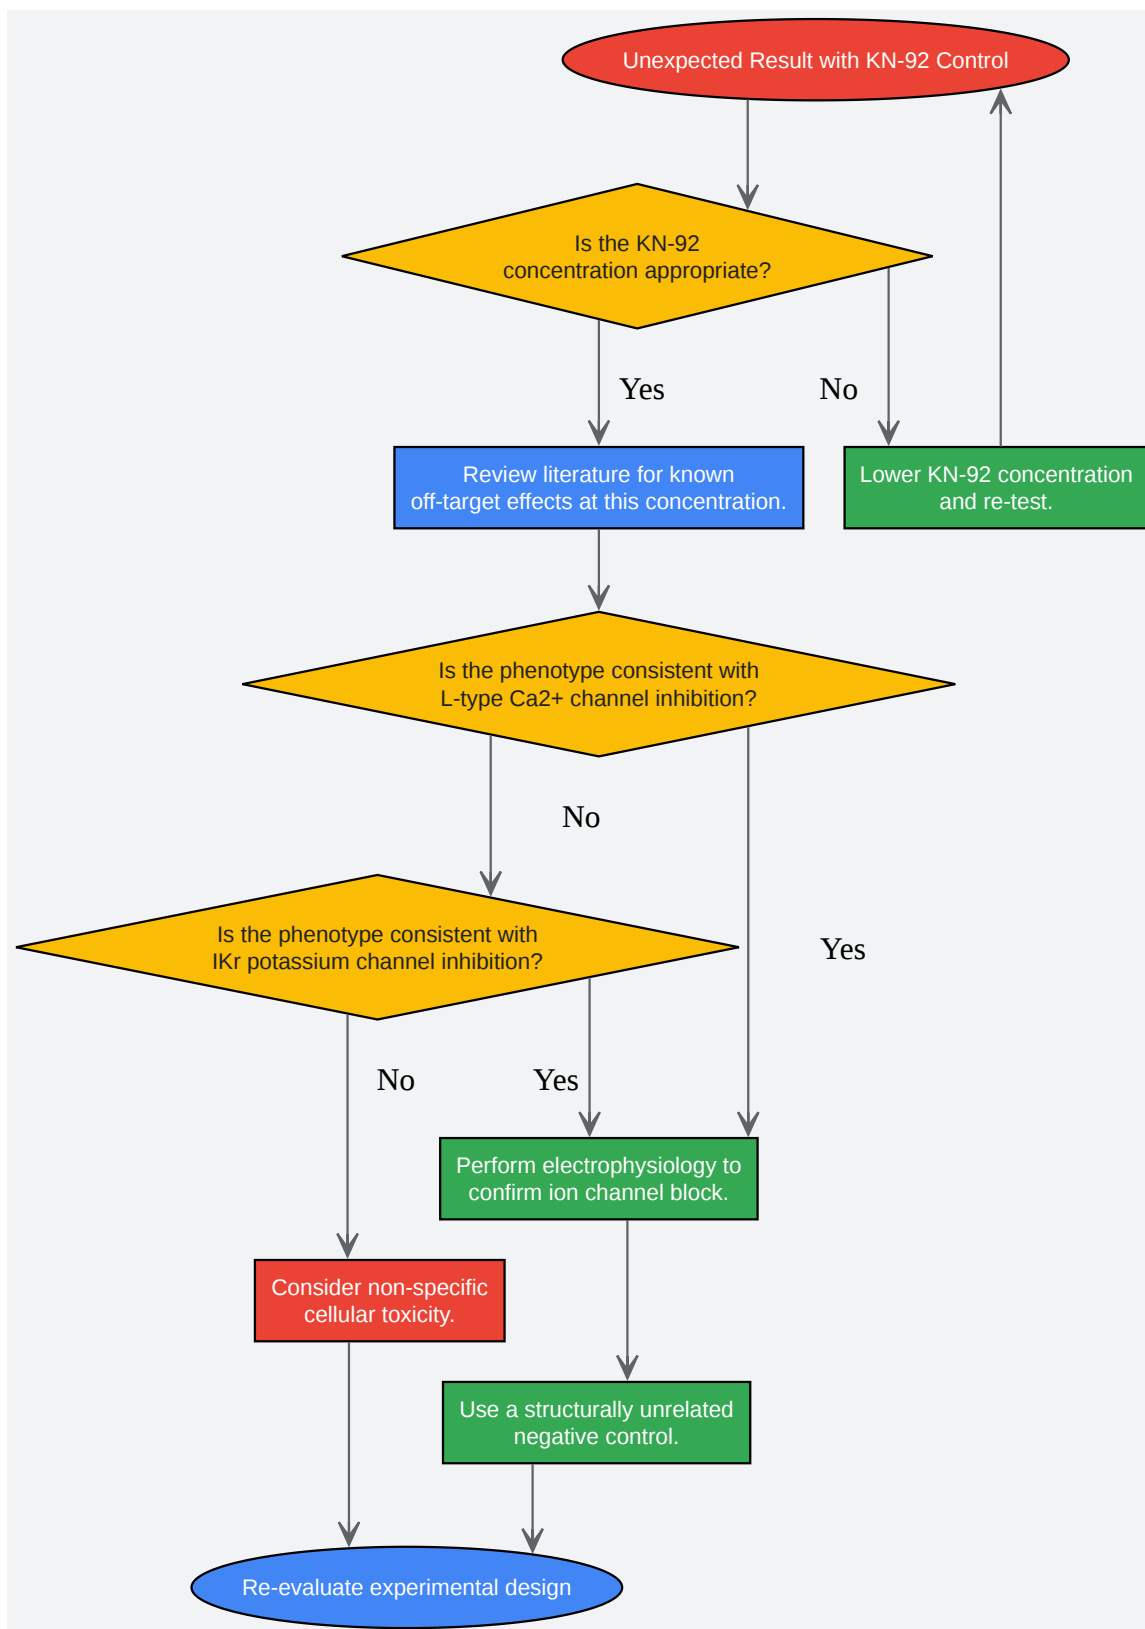 Unexpected Result with KN-92 Control
Is the KN-92
concentration appropriate?
Yes
No
Review literature for known
off-target effects at this concentration.
Lower KN-92 concentration
and re-test.
Is the phenotype consistent with
L-type Ca2+ channel inhibition?
No
Is the phenotype consistent with
IKr potassium channel inhibition?
Yes
No
Yes
Perform electrophysiology to
confirm ion channel block.
Consider non-specific
cellular toxicity.
Use a structurally unrelated
negative control.
Re-evaluate experimental design